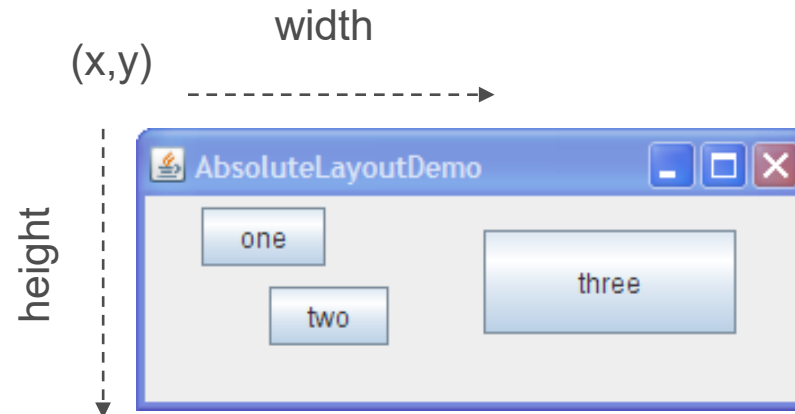 width
(x,y)
height
AbsoluteLayoutDemo
one
three
two